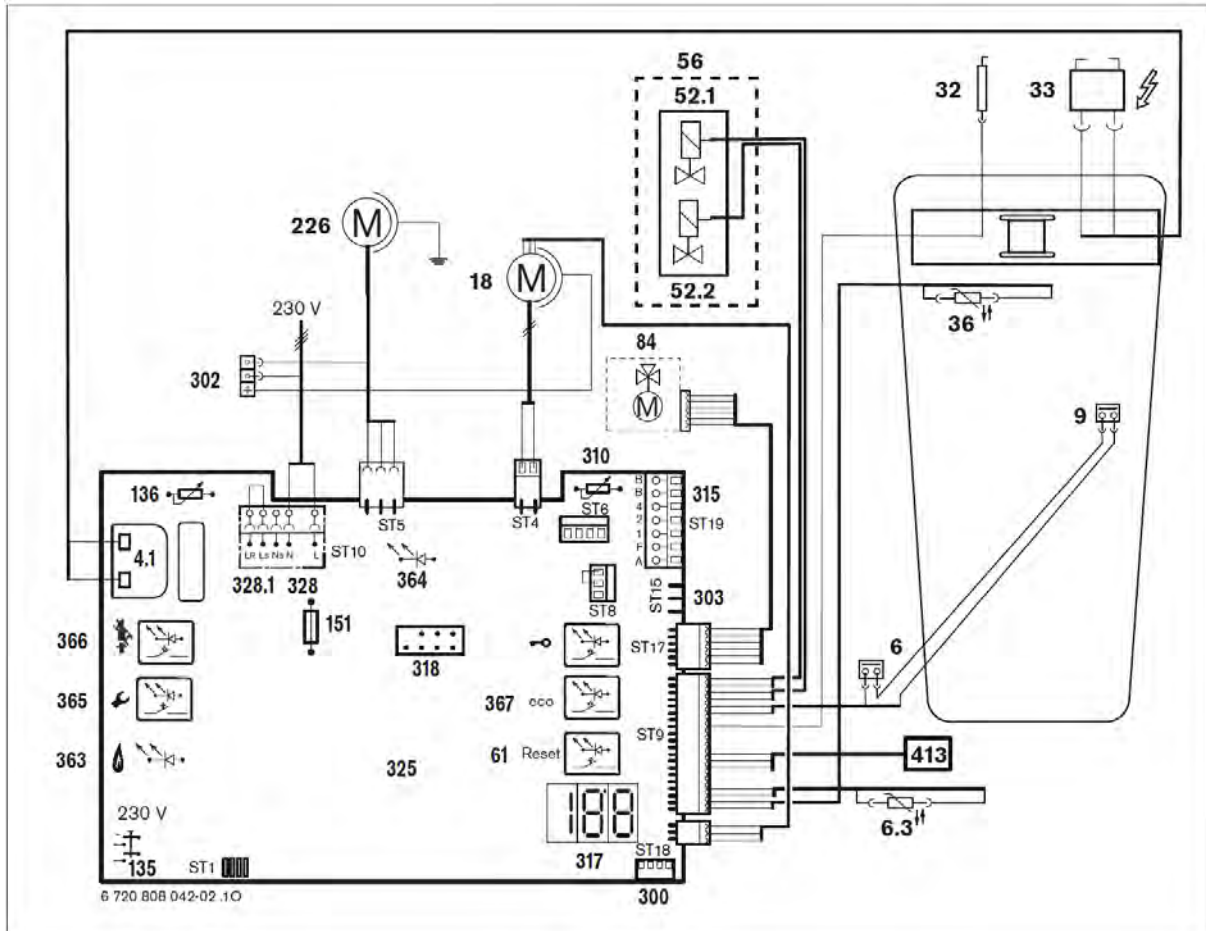 56
52.1
32
33
226
M
18
M
52.2
230 V
84
36
302
M
9
310
136
B
B
4
2
1
F
A
315
ST6
ST5
ST4
ST19
4.1
LR Ls Ns N L
ST10
328.1
328
364
ST8
ST15
303
366
151
ST17
6
318
365
367
eco
ST9
363
325
61
Reset
413
230 V
188
6.3
135
ST1
317
ST18
300
6 720 808 042-02.1O